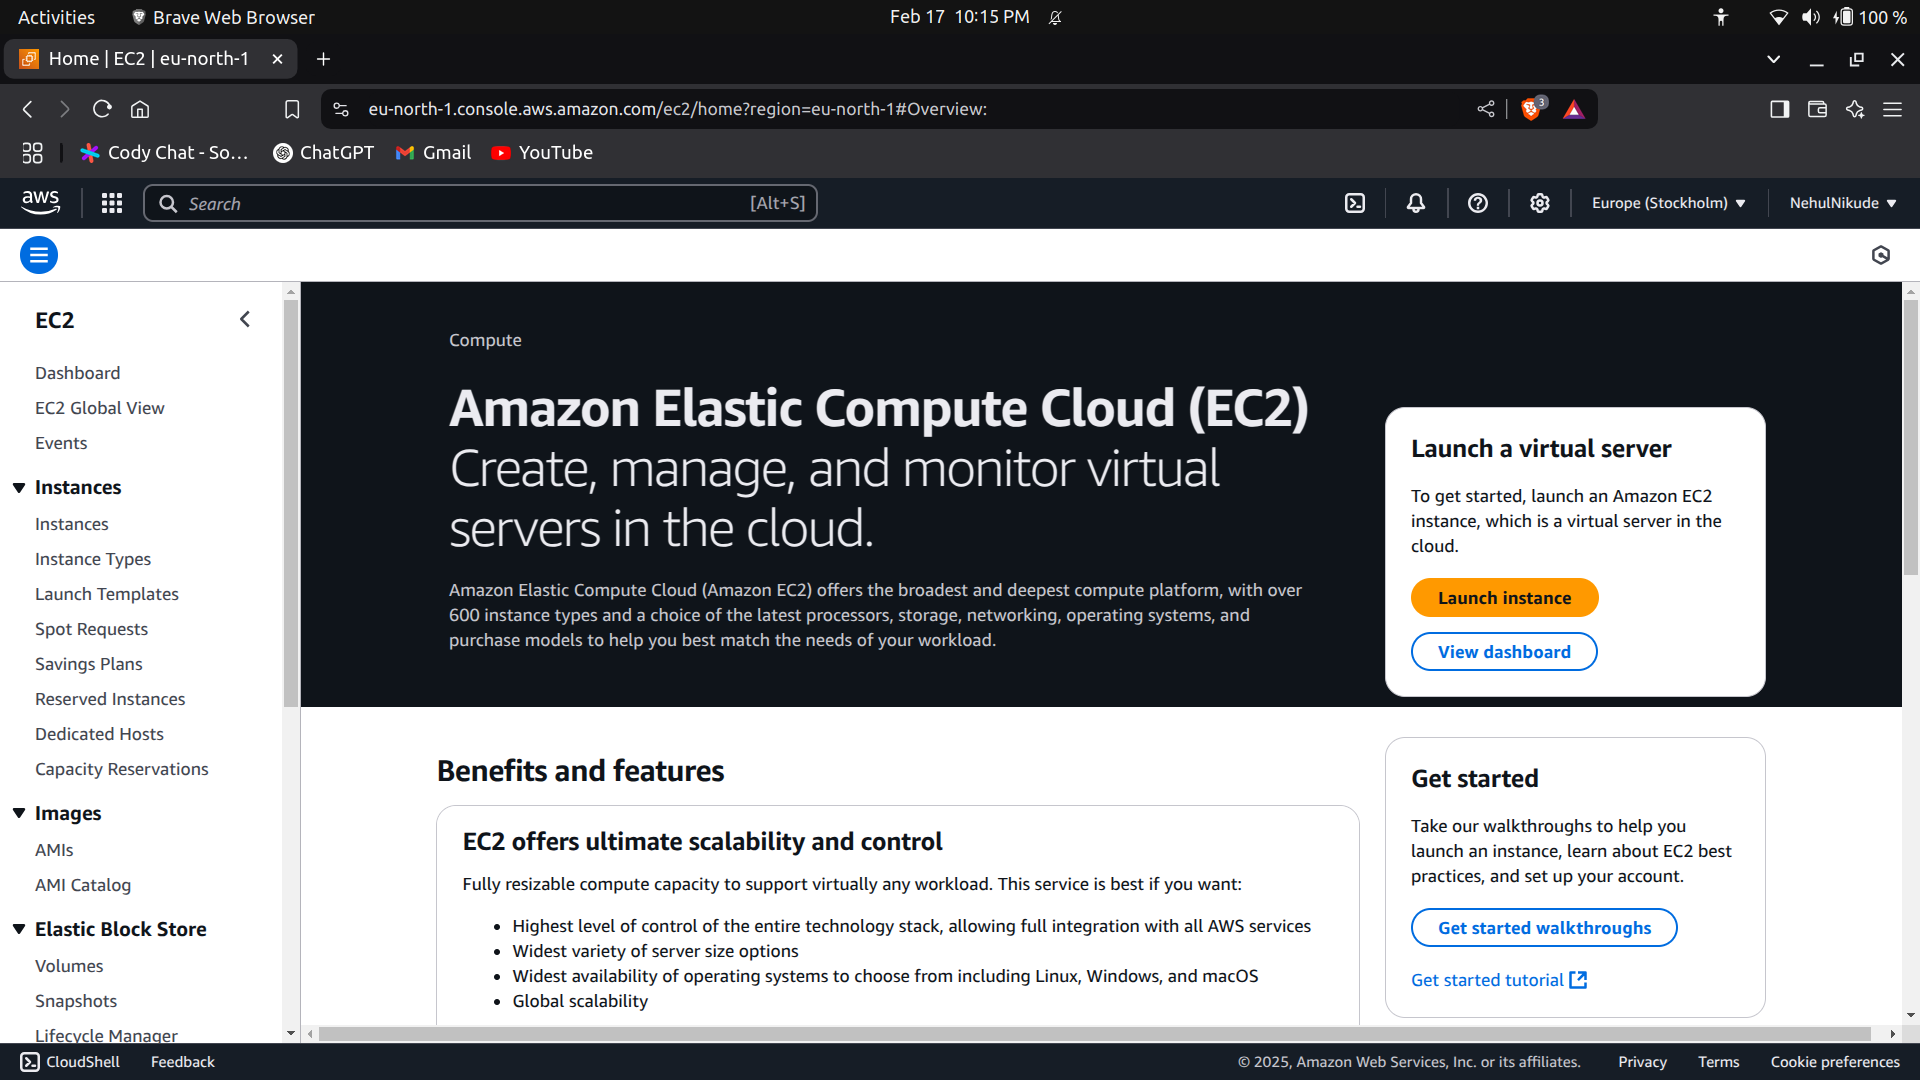 Activities
Brave Web Browser
Feb 17 10:15 PM
100 %
Home | EC2 | eu-north-1
eu-north-1.console.aws.amazon.com/ec2/home?region=eu-north-1#Overview:
3
Cody Chat - So...
ChatGPT
Gmail
YouTube
aws
Search
[Alt+S]
Europe (Stockholm)
NehulNikude
EC2
Dashboard
EC2 Global View
Events
Instances
Instances
Instance Types
Launch Templates
Spot Requests
Savings Plans
Reserved Instances
Dedicated Hosts
Capacity Reservations
Images
AMIs
AMI Catalog
Elastic Block Store
Volumes
Snapshots
Lifecycle Manager
Compute
Amazon Elastic Compute Cloud (EC2)
Create, manage, and monitor virtual
servers in the cloud.
Amazon Elastic Compute Cloud (Amazon EC2) offers the broadest and deepest compute platform, with over
600 instance types and a choice of the latest processors, storage, networking, operating systems, and
purchase models to help you best match the needs of your workload.
Launch a virtual server
To get started, launch an Amazon EC2
instance, which is a virtual server in the
cloud.
Launch instance
View dashboard
Benefits and features
EC2 offers ultimate scalability and control
Fully resizable compute capacity to support virtually any workload. This service is best if you want:
• Highest level of control of the entire technology stack, allowing full integration with all AWS services
• Widest variety of server size options
• Widest availability of operating systems to choose from including Linux, Windows, and macOS
• Global scalability
Get started
Take our walkthroughs to help you
launch an instance, learn about EC2 best
practices, and set up your account.
Get started walkthroughs
Get started tutorial
CloudShell
Feedback
© 2025, Amazon Web Services, Inc. or its affiliates.
Privacy
Terms
Cookie preferences